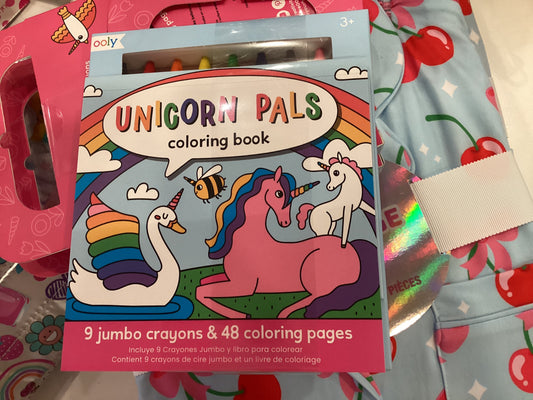 ooly
3+
UNICORN PALS
coloring book
9 jumbo crayons & 48 coloring pages
Incluye 9 Crayones Jumbo y libro para colorear
Contient 9 crayons de cire jumbo et un livre de coloriage
PIÈCES